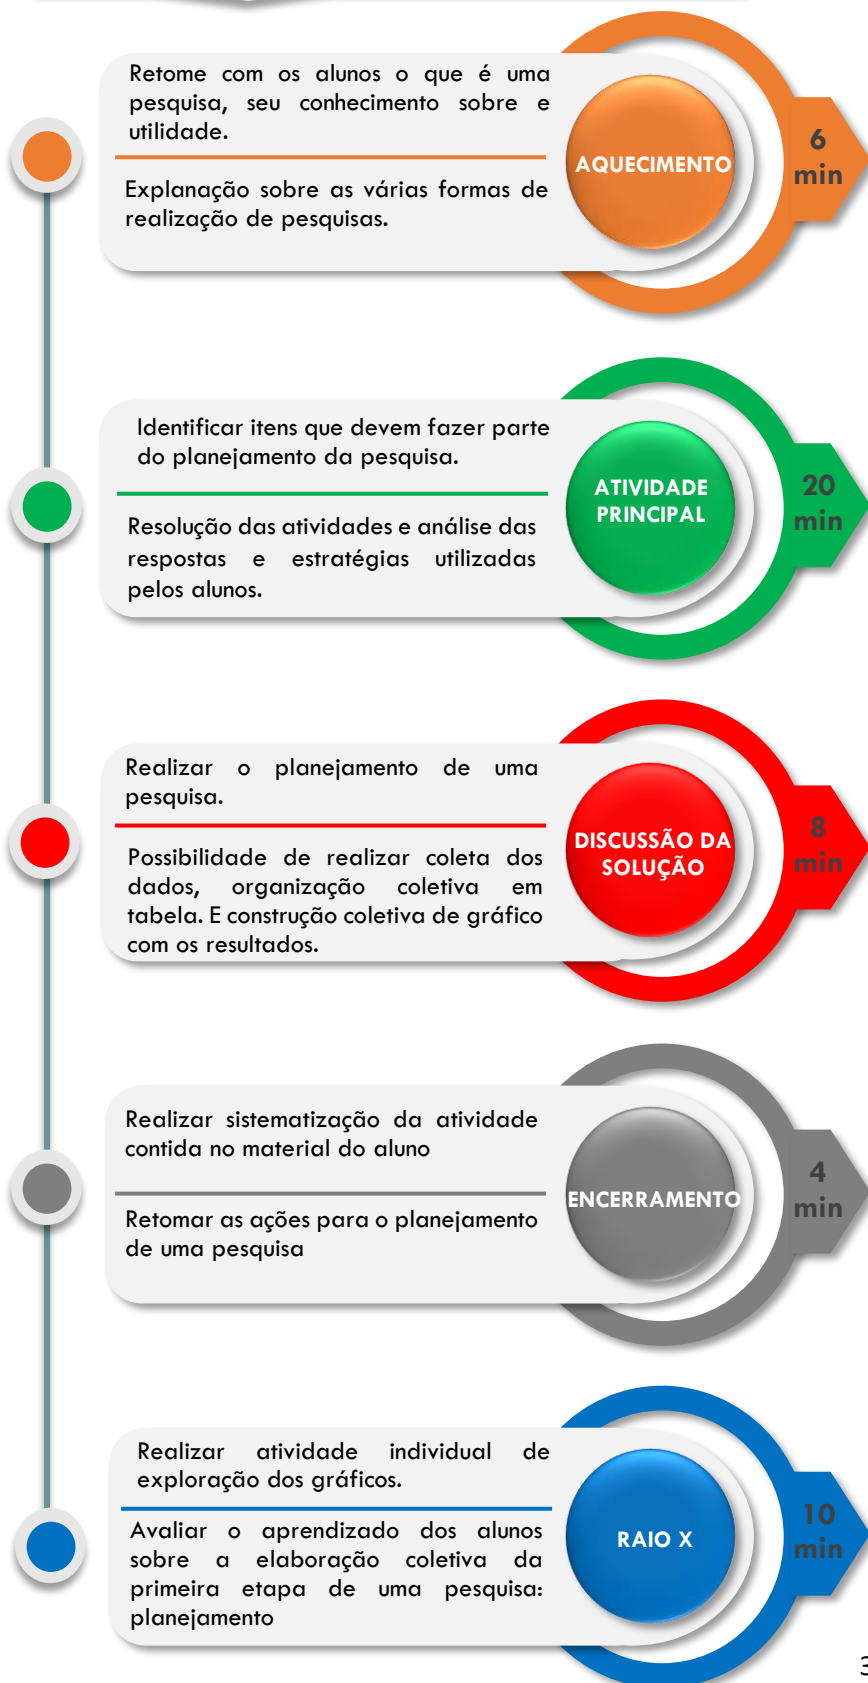 Retome com os alunos o que é uma
pesquisa, seu conhecimento sobre e
utilidade.
Explanação sobre as várias formas de
realização de pesquisas.
AQUECIMENTO
6
min
Identificar itens que devem fazer parte
do planejamento da pesquisa.
Resolução das atividades e análise das
respostas e estratégias utilizadas
pelos alunos.
ATIVIDADE
PRINCIPAL
20
min
Realizar o planejamento de uma
pesquisa.
Possibilidade de realizar coleta dos
dados, organização coletiva em
tabela. E construção coletiva de gráfico
com os resultados.
DISCUSSÃO DA
SOLUÇÃO
8
min
Realizar sistematização da atividade
contida no material do aluno
Retomar as ações para o planejamento
de uma pesquisa
ENCERRAMENTO
4
min
Realizar atividade individual de
exploração dos gráficos.
Avaliar o aprendizado dos alunos
sobre a elaboração coletiva da
primeira etapa de uma pesquisa:
planejamento
RAIO X
10
min
3